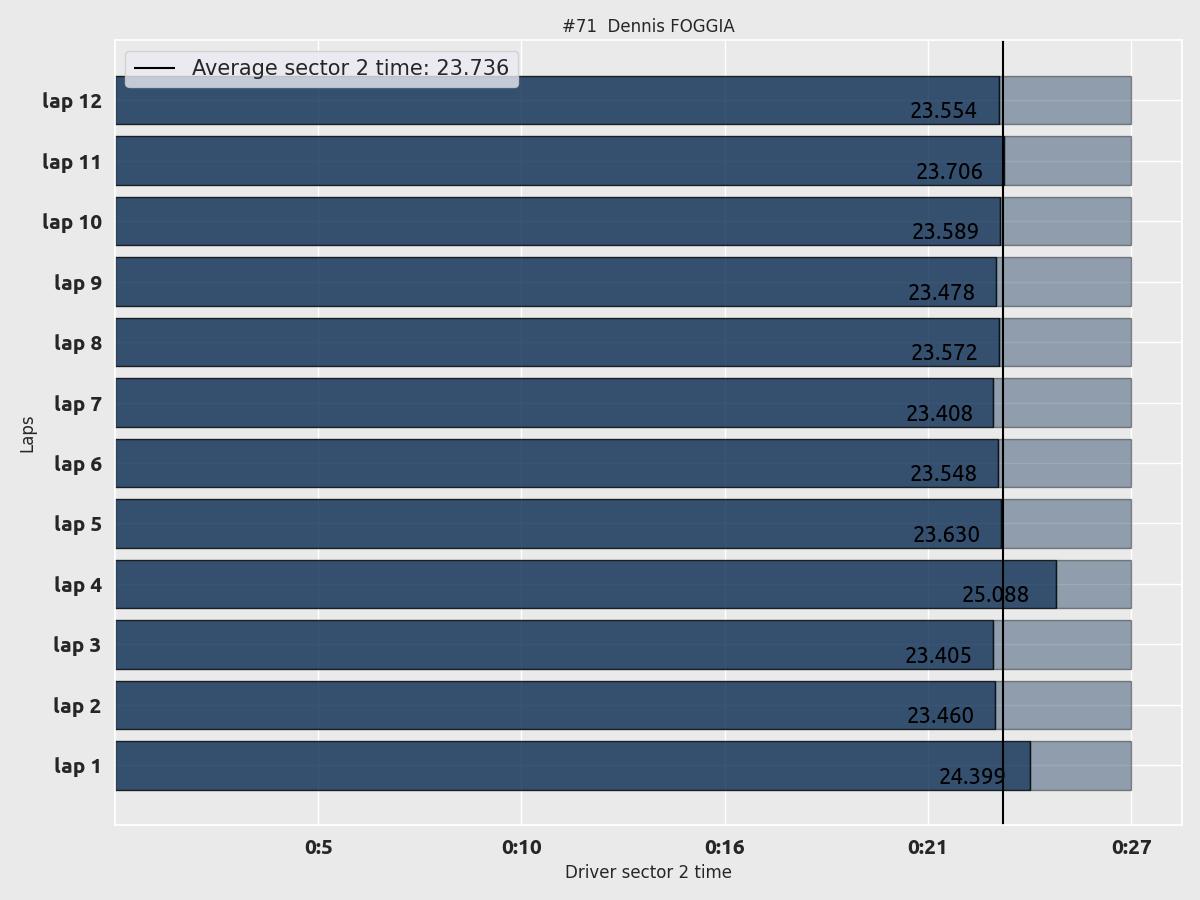 #71  Dennis FOGGIA
Average sector 2 time: 23.736
lap 12 23.554
lap 11 23.706
lap 10 23.589
lap 9 23.478
lap 8 23.572
lap 7 23.408
lap 6 23.548
lap 5 23.630
lap 4 25.088
lap 3 23.405
lap 2 23.460
lap 1 24.399
Laps
0:5 0:10 0:16 0:21 0:27
Driver sector 2 time